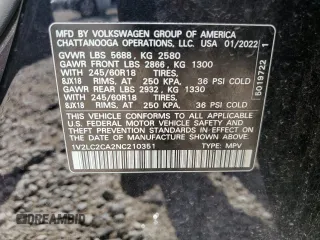 MFD BY VOLKSWAGEN GROUP OF AMERICA
CHATTANOOGA OPERATIONS, LLC. USA 01/2022
GVWR LBS 5688, KG 2580
GAWR FRONT LBS 2866, KG 1300
WITH 245/60R18 TIRES,
8JX18 RIMS, AT 250 KPA, 36 PSI COLD
GAWR REAR LBS 2932, KG 1330
WITH 245/60R18 TIRES,
8JX18 RIMS, AT 250 KPA, 36 PSI COLD
THIS VEHICLE CONFORMS TO ALL APPLICABLE
FEDERAL MOTOR VEHICLE SAFETY AND
THEFT PREVENTION STANDARDS IN EFFECT ON
THE DATE OF MANUFACTURE SHOWN ABOVE.
1V2LC2CA2NC210351 TYPE: MPV
5019722 1
© EpicBid